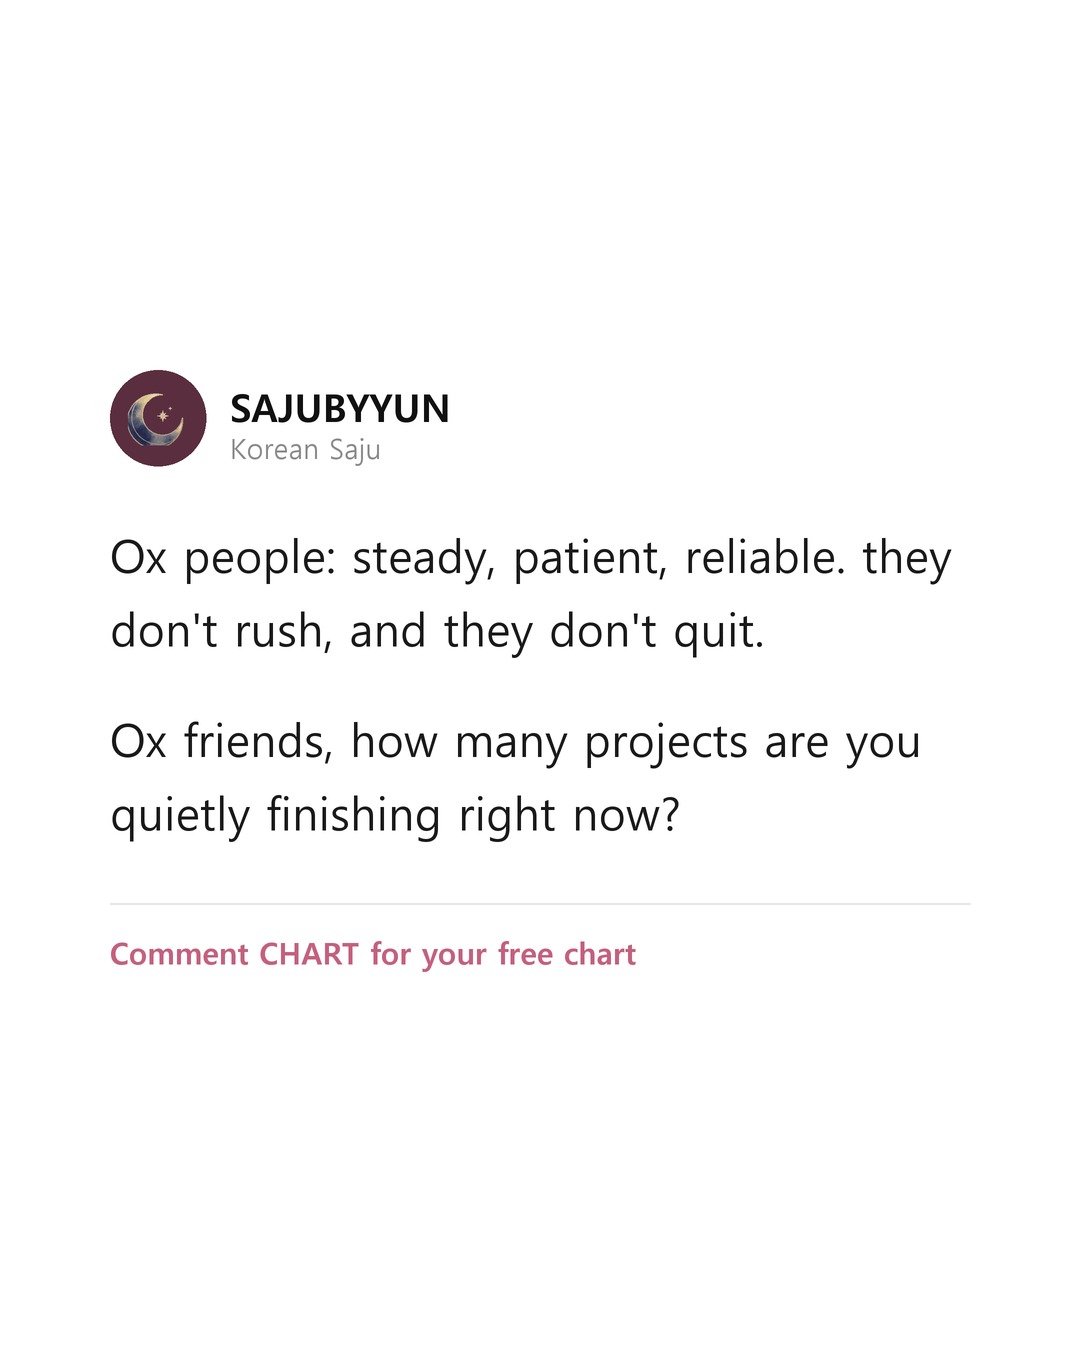 SAJUBYYUN
Korean Saju
Ox people: steady, patient, reliable. they
don't rush, and they don't quit.
Ox friends, how many projects are you
quietly finishing right now?
Comment CHART for your free chart